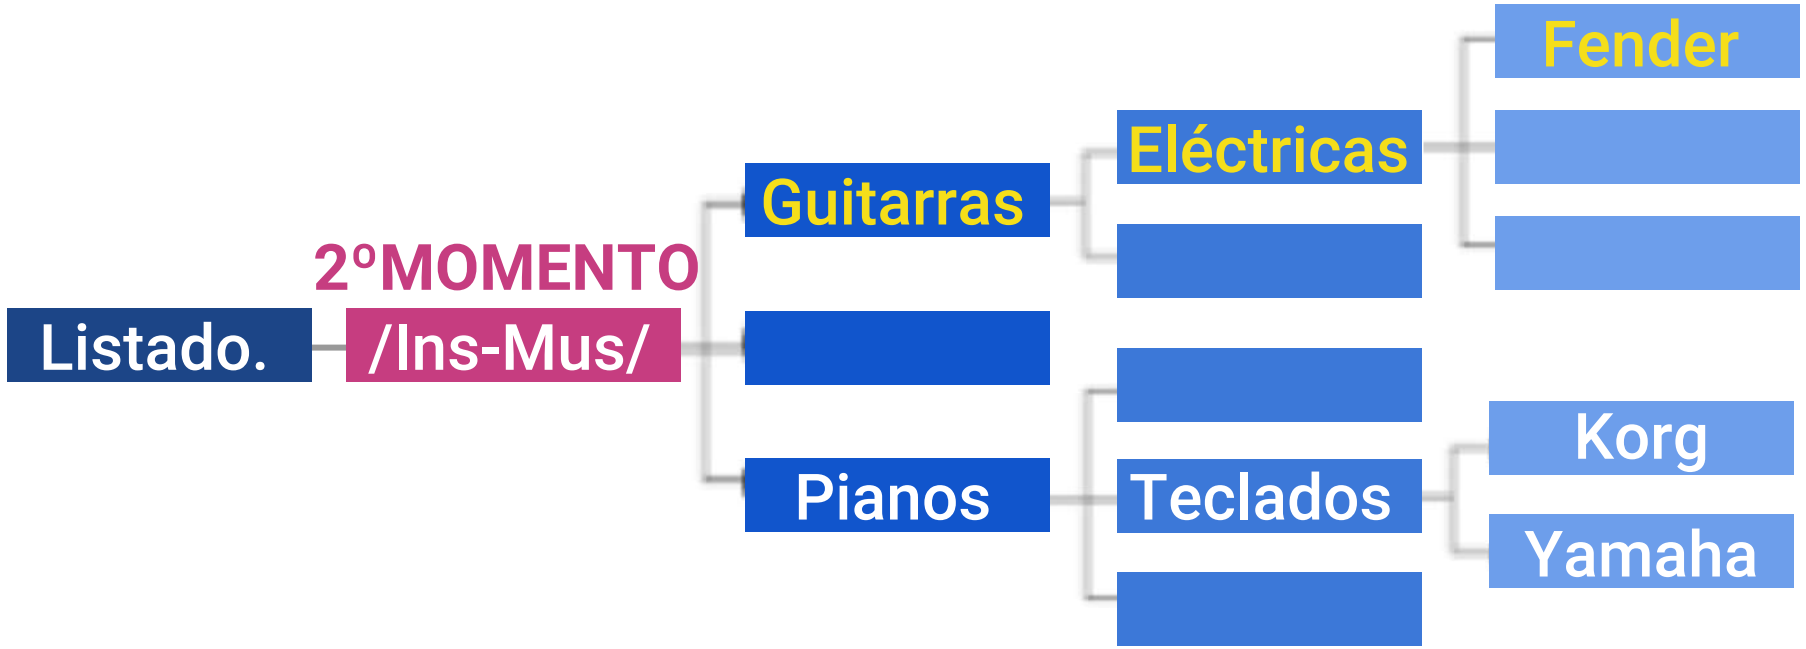 Fender
Eléctricas
Guitarras
2ºMOMENTO
Listado.
/Ins-Mus/
Korg
Pianos
Teclados
Yamaha